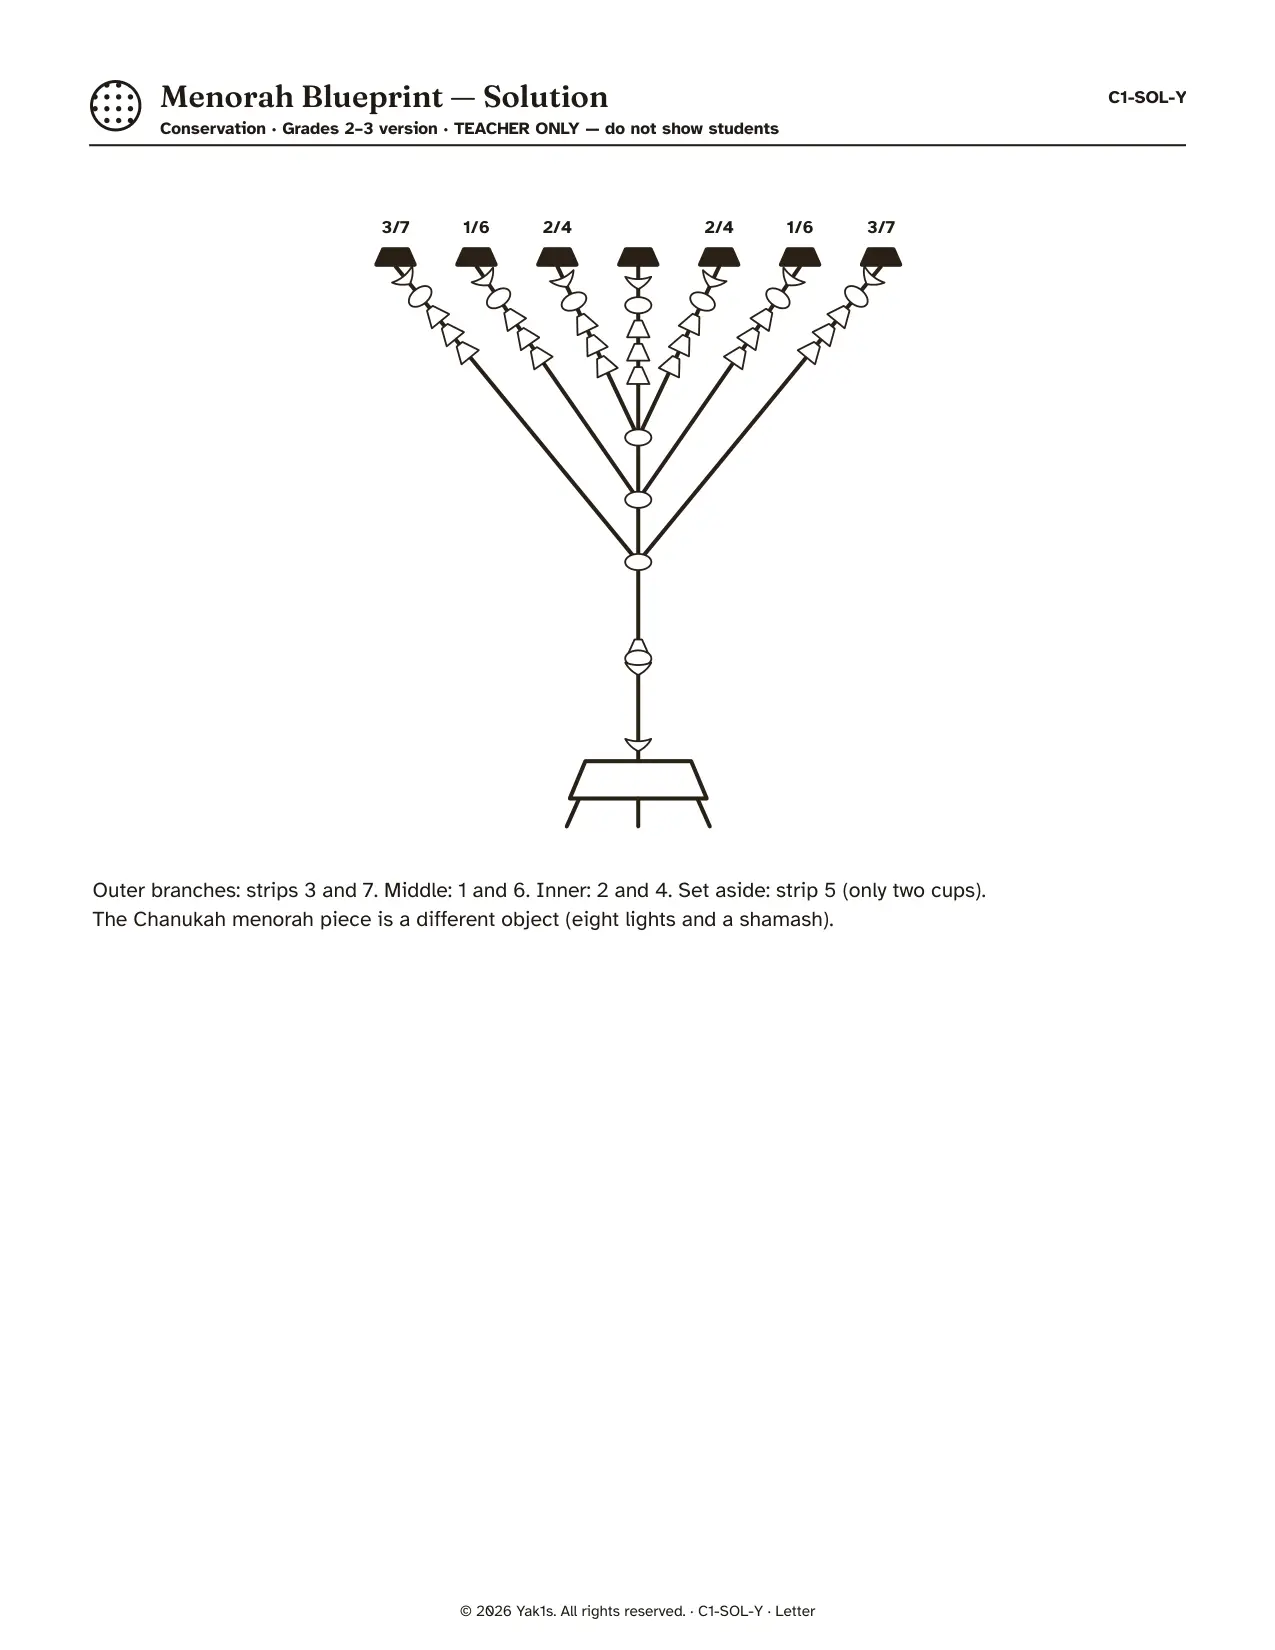 Menorah Blueprint — Solution
C1-SOL-Y
Conservation · Grades 2–3 version · TEACHER ONLY — do not show students
3/7 1/6 2/4 2/4 1/6 3/7
Outer branches: strips 3 and 7. Middle: 1 and 6. Inner: 2 and 4. Set aside: strip 5 (only two cups).
The Chanukah menorah piece is a different object (eight lights and a shamash).
© 2026 Yak1s. All rights reserved. · C1-SOL-Y · Letter